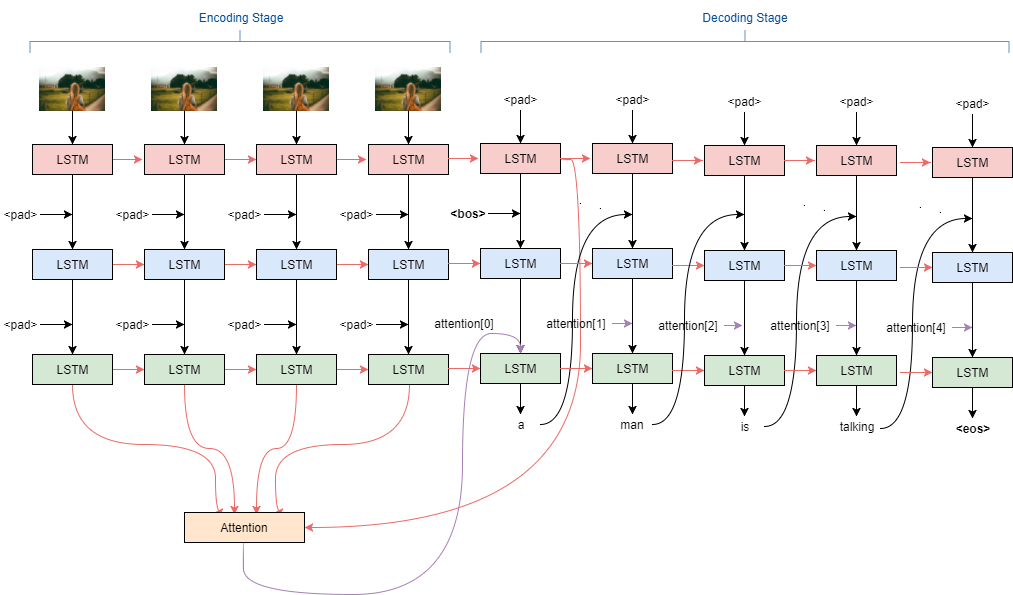 Encoding Stage
Decoding Stage
<pad> <pad> <pad> <pad> <pad>
LSTM LSTM LSTM LSTM LSTM LSTM LSTM LSTM LSTM
<pad> <pad> <pad> <pad> <bos>
LSTM LSTM LSTM LSTM LSTM LSTM LSTM LSTM LSTM
<pad> <pad> <pad> <pad> attention[0] attention[1] attention[2] attention[3] attention[4]
LSTM LSTM LSTM LSTM LSTM LSTM LSTM LSTM LSTM
a man is talking <eos>
Attention